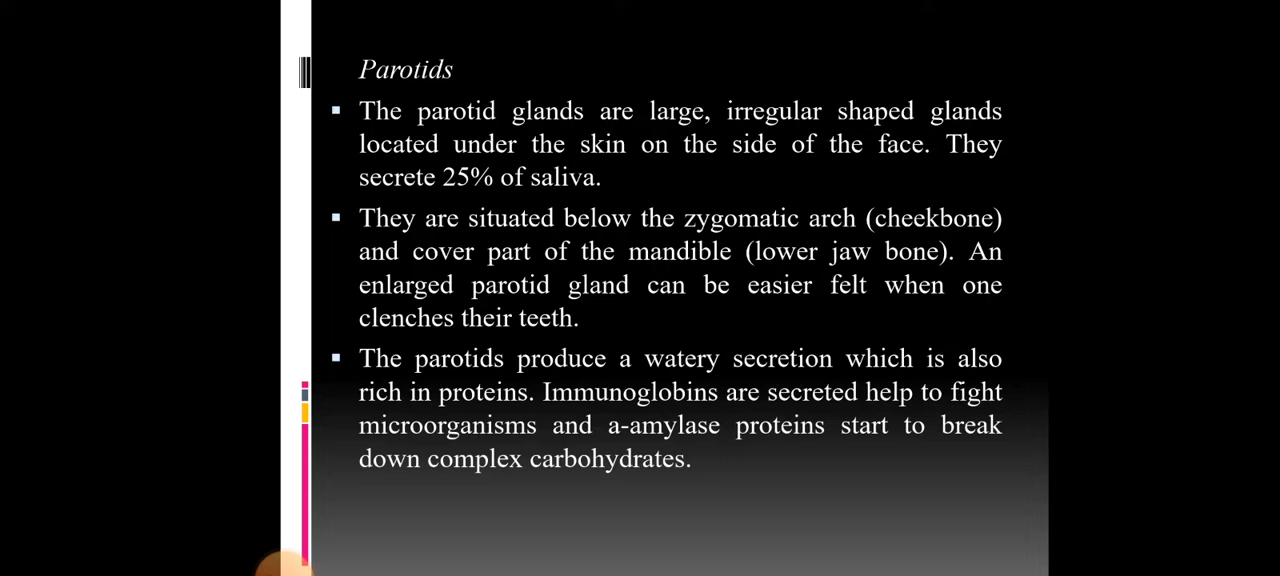 Parotids
▪ The parotid glands are large, irregular shaped glands
located under the skin on the side of the face. They
secrete 25% of saliva.
▪ They are situated below the zygomatic arch (cheekbone)
and cover part of the mandible (lower jaw bone). An
enlarged parotid gland can be easier felt when one
clenches their teeth.
▪ The parotids produce a watery secretion which is also
rich in proteins. Immunoglobins are secreted help to fight
microorganisms and a-amylase proteins start to break
down complex carbohydrates.